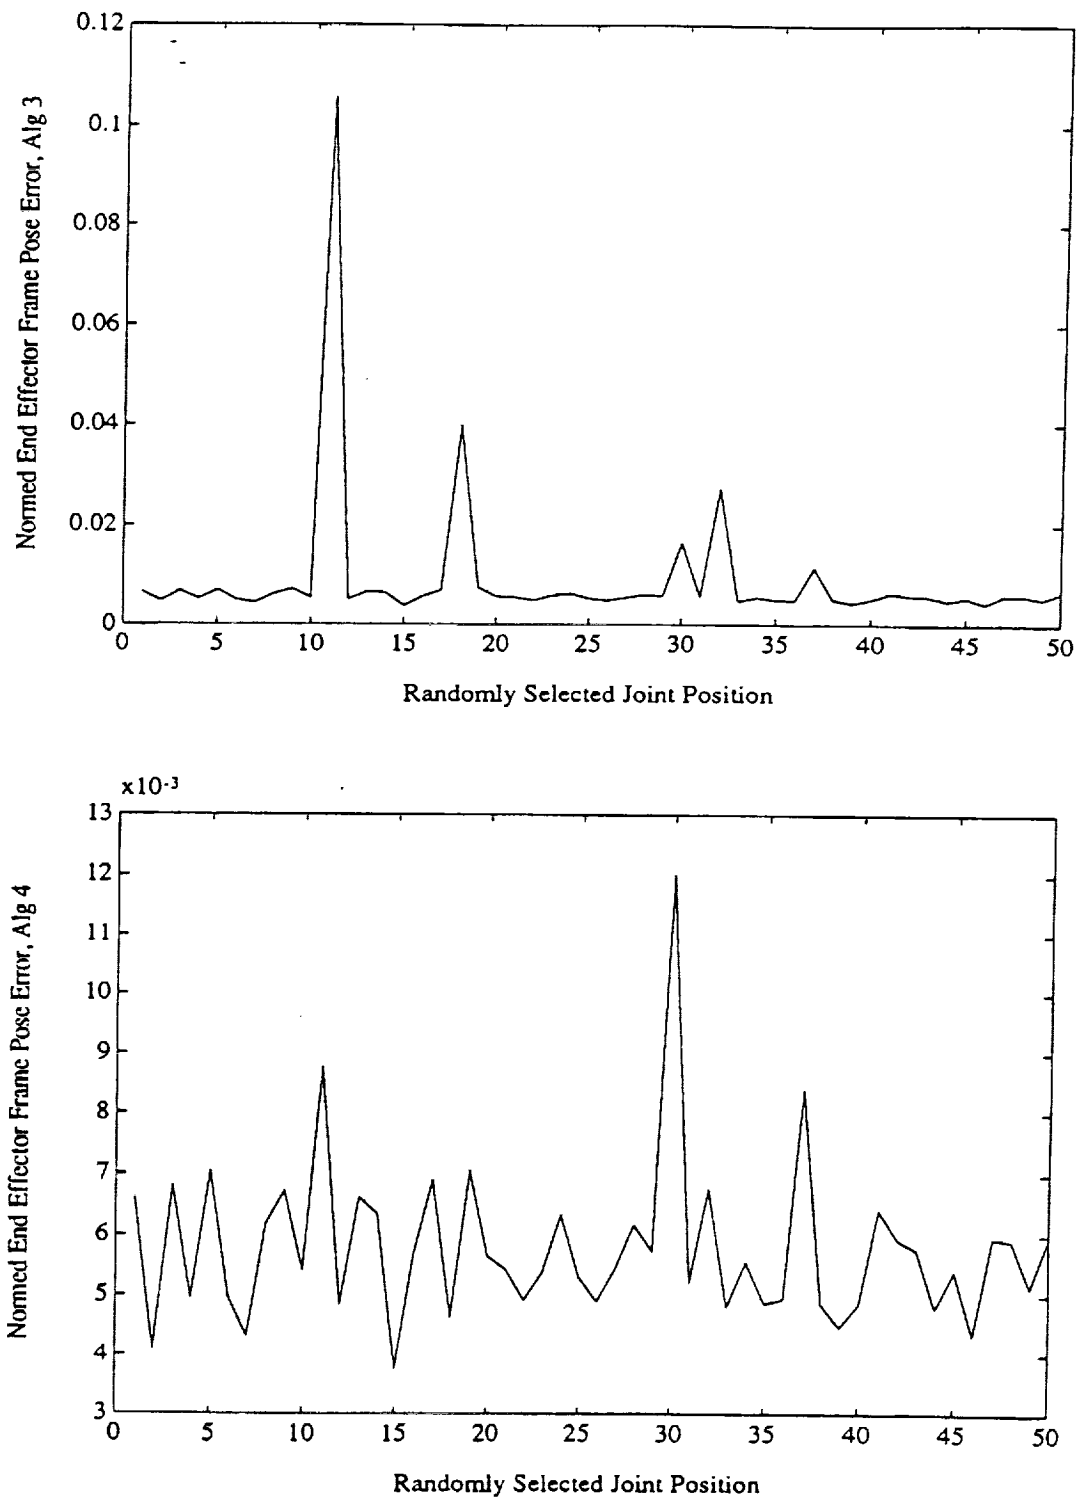 0.12
0.1
0.08
0.06
0.04
0.02
0
Normed End Effector Frame Pose Error, Alg 3
0 5 10 15 20 25 30 35 40 45 50
Randomly Selected Joint Position
x10-3
13
12
11
10
9
8
7
6
5
4
3
Normed End Effector Frame Pose Error, Alg 4
0 5 10 15 20 25 30 35 40 45 50
Randomly Selected Joint Position